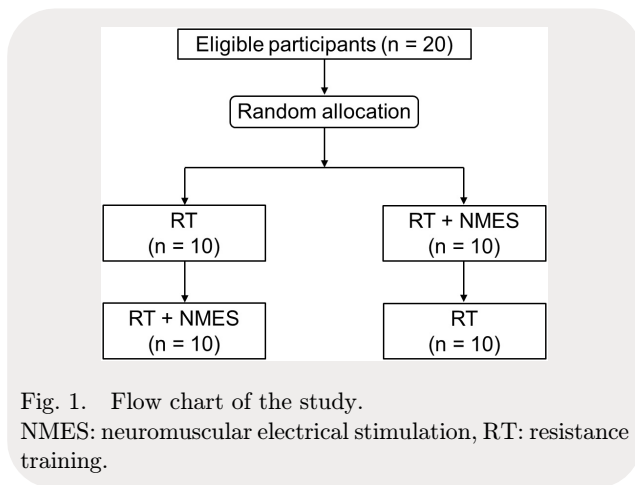 Eligible participants (n = 20)
Random allocation
RT
(n = 10)
RT + NMES
(n = 10)
RT + NMES
(n = 10)
RT
(n = 10)
Fig. 1. Flow chart of the study.
NMES: neuromuscular electrical stimulation, RT: resistance
training.